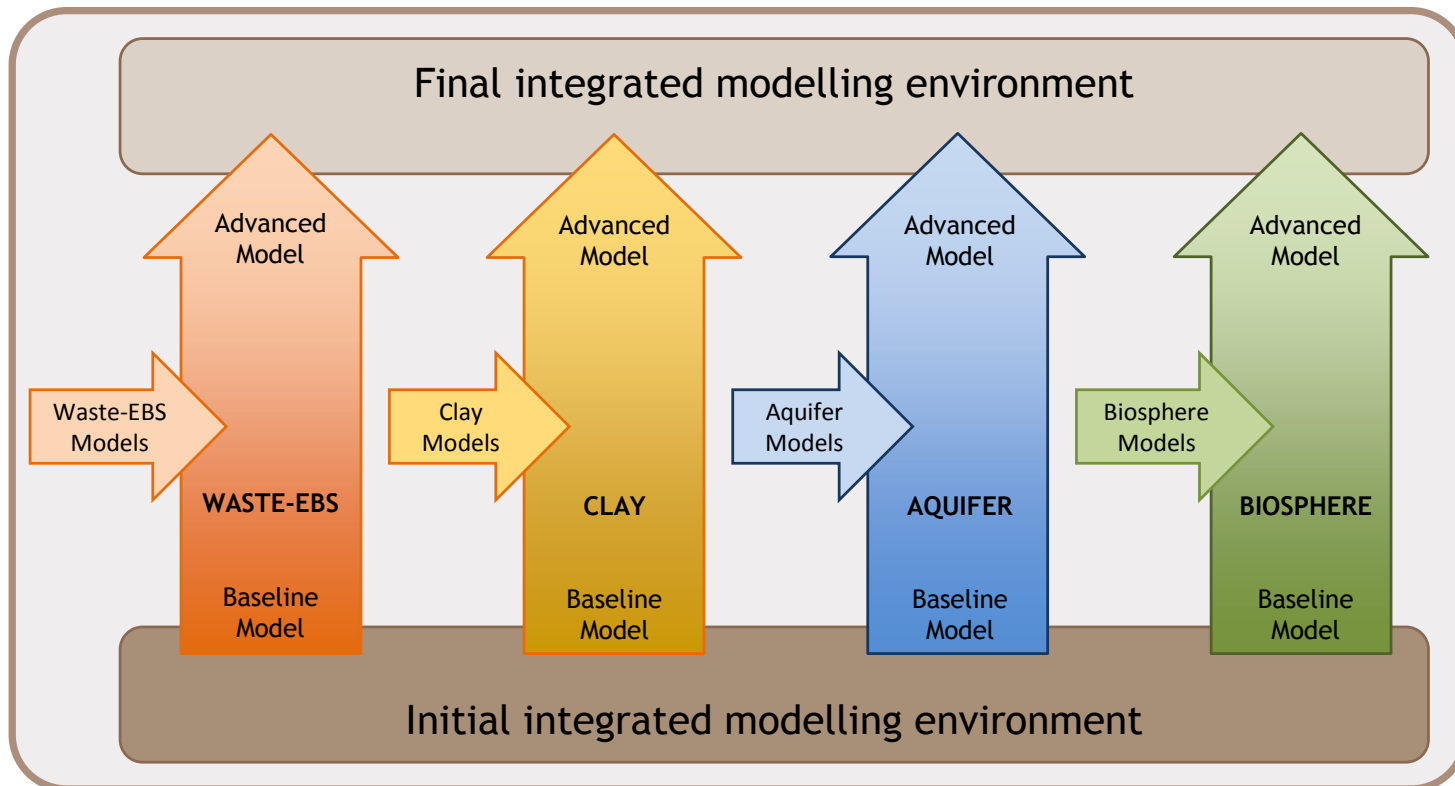 Final integrated modelling environment
Advanced
Model
Advanced
Model
Advanced
Model
Advanced
Model
Waste-EBS
Models
Clay
Models
Aquifer
Models
Biosphere
Models
WASTE-EBS
CLAY
AQUIFER
BIOSPHERE
Baseline
Model
Baseline
Model
Baseline
Model
Baseline
Model
Initial integrated modelling environment